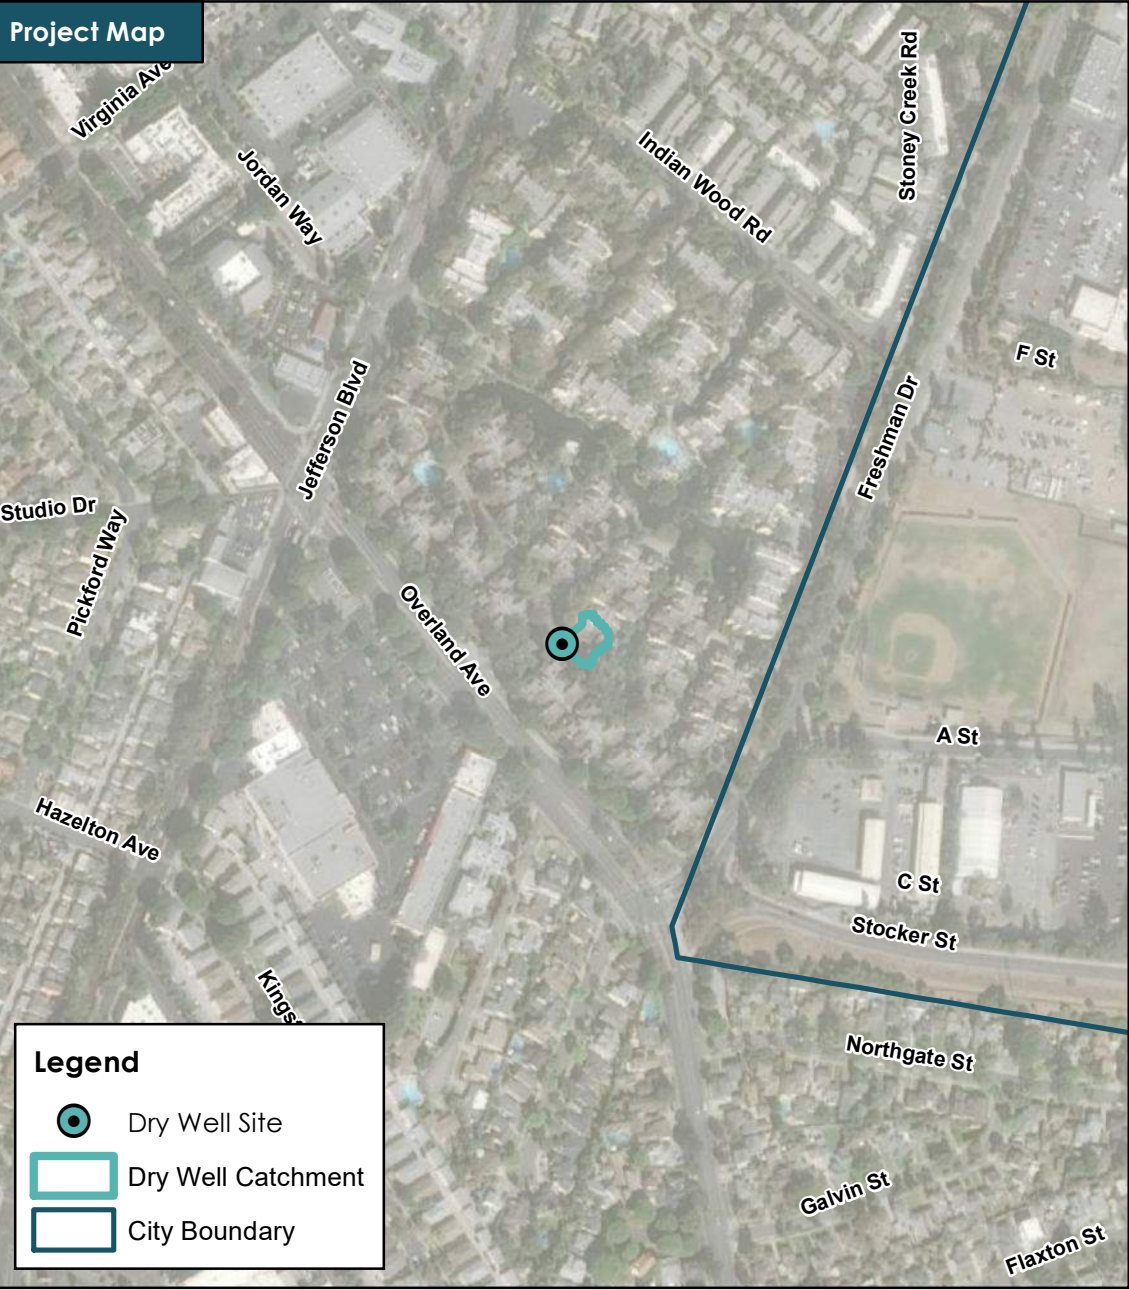 Project Map
Virginia Ave
Stoney Creek Rd
Jordan Way
Indian Wood Rd
F St
Jefferson Blvd
Freshman Dr
Studio Dr
Pickford Way
Overland Ave
A St
Hazelton Ave
C St
Stocker St
Kings
Northgate St
Legend
Dry Well Site
Dry Well Catchment
City Boundary
Galvin St
Flaxton St